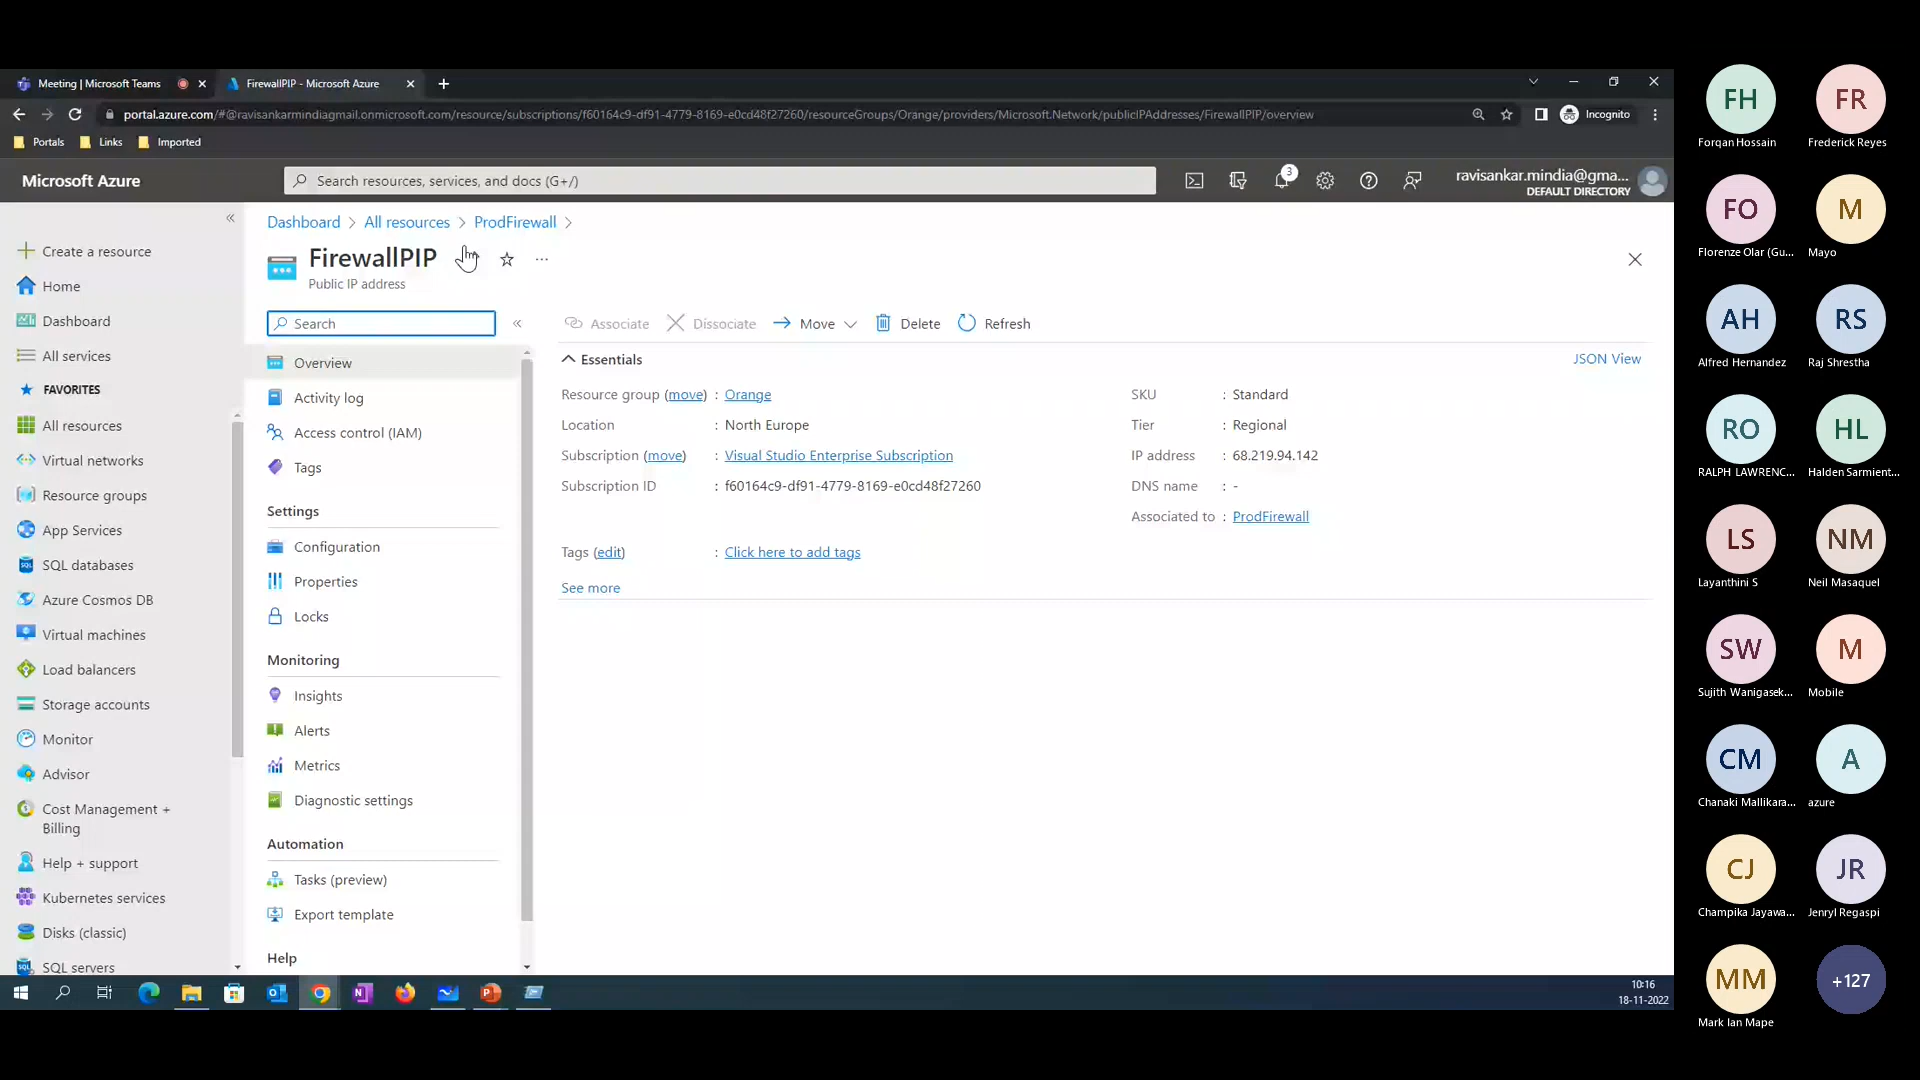 Meeting | Microsoft Teams
FirewallPIP - Microsoft Azure
portal.azure.com/#@ravisankarmindiagmail.onmicrosoft.com/resource/subscriptions/f60164c9-df91-4779-8169-e0cd48f27260/resourceGroups/Orange/providers/Microsoft.Network/publicIPAddresses/FirewallPIP/overview
Incognito
Portals
Links
Imported
Microsoft Azure
Search resources, services, and docs (G+/)
3
ravisankar.mindia@gma...
DEFAULT DIRECTORY
Create a resource
Home
Dashboard
All services
FAVORITES
All resources
Virtual networks
Resource groups
App Services
SQL databases
Azure Cosmos DB
Virtual machines
Load balancers
Storage accounts
Monitor
Advisor
Cost Management +
Billing
Help + support
Kubernetes services
Disks (classic)
SQL servers
Dashboard > All resources > ProdFirewall >
FirewallPIP
Public IP address
Search
Overview
Activity log
Access control (IAM)
Tags
Settings
Configuration
Properties
Locks
Monitoring
Insights
Alerts
Metrics
Diagnostic settings
Automation
Tasks (preview)
Export template
Help
Associate
Dissociate
Move
Delete
Refresh
Essentials
JSON View
Resource group (move) : Orange
Location : North Europe
Subscription (move) : Visual Studio Enterprise Subscription
Subscription ID : f60164c9-df91-4779-8169-e0cd48f27260
SKU : Standard
Tier : Regional
IP address : 68.219.94.142
DNS name : -
Associated to : ProdFirewall
Tags (edit) : Click here to add tags
See more
10:16
18-11-2022
FH
Forqan Hossain
FR
Frederick Reyes
FO
Florenze Olar (Gu...
M
Mayo
AH
Alfred Hernandez
RS
Raj Shrestha
RO
RALPH LAWRENC...
HL
Halden Sarmient...
LS
Layanthini S
NM
Neil Masaquel
SW
Sujith Wanigasek...
M
Mobile
CM
Chanaki Mallikara...
A
azure
CJ
Champika Jayawa...
JR
Jenryl Regaspi
MM
Mark Ian Mape
+127